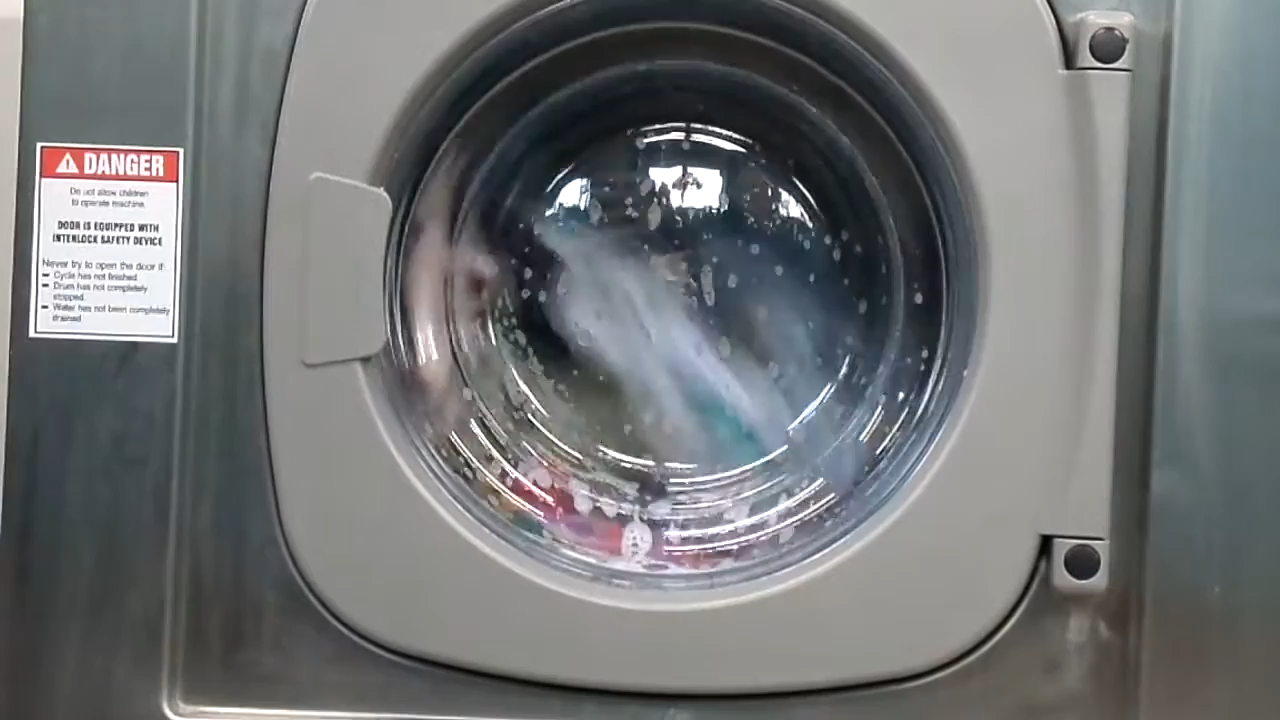 DANGER
Do not allow children
to operate machine.
DOOR IS EQUIPPED WITH
INTERLOCK SAFETY DEVICE
Never try to open the door if:
- Cycle has not finished.
- Drum has not completely
stopped.
- Water has not been completely
drained.